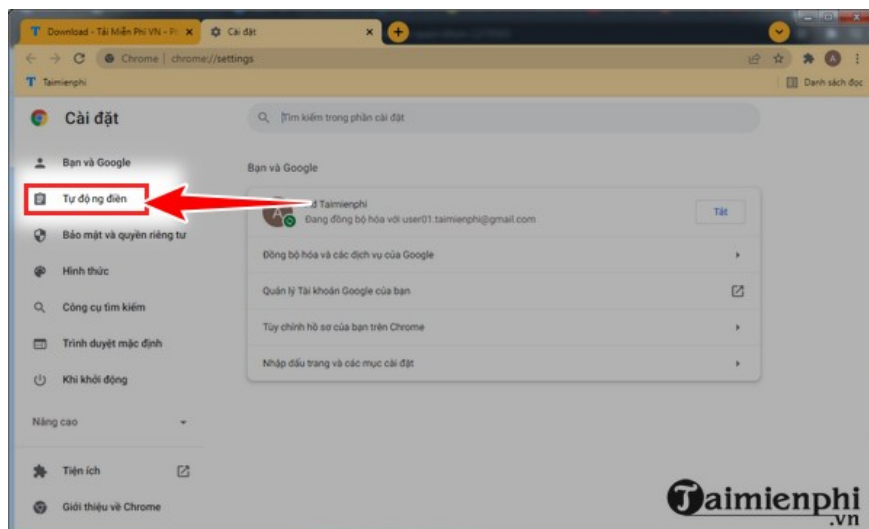 Download - Tải Miễn Phí VN - Ph
Cài đặt
Chrome | chrome://settings
Taimienphi
Danh sách đọc
Cài đặt
Tìm kiếm trong phần cài đặt
Bạn và Google
Bạn và Google
Tự động điền
Taimienphi
Đang đồng bộ hóa với user01.taimienphi@gmail.com
Tắt
Bảo mật và quyền riêng tư
Đồng bộ hóa và các dịch vụ của Google
Hình thức
Quản lý Tài khoản Google của bạn
Công cụ tìm kiếm
Tùy chỉnh hồ sơ của bạn trên Chrome
Trình duyệt mặc định
Nhập dấu trang và các mục cài đặt
Khi khởi động
Nâng cao
Tiện ích
Giới thiệu về Chrome
Taimienphi
.vn